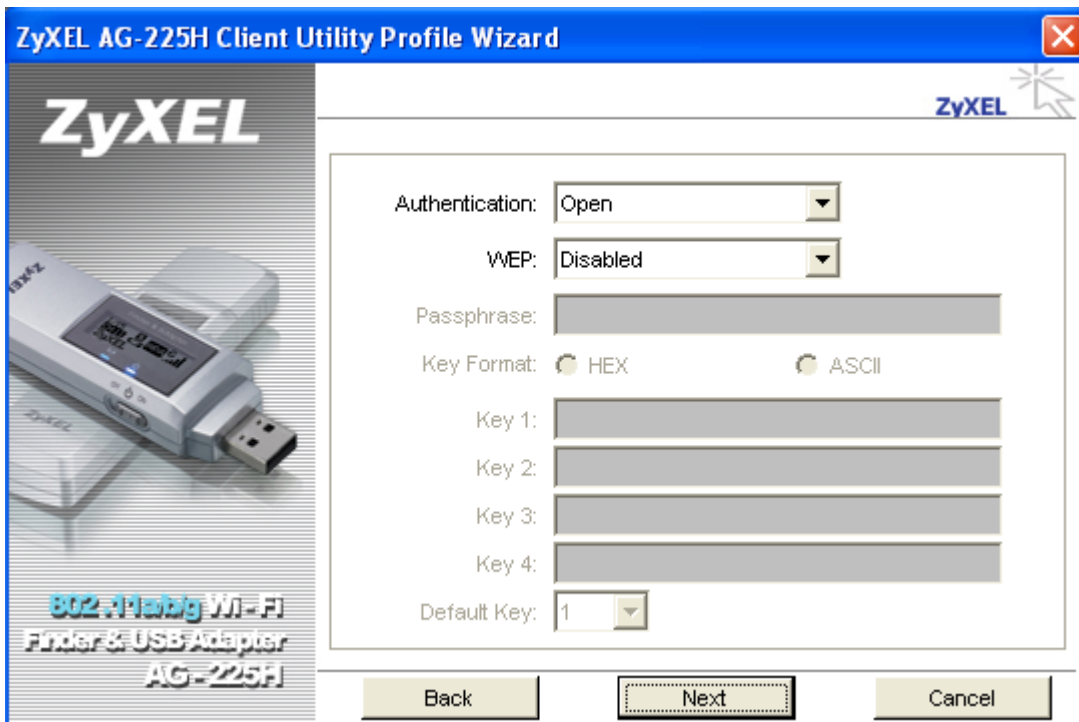 ZyXEL AG-225H Client Utility Profile Wizard
ZyXEL
ZyXEL
Authentication: Open
WEP: Disabled
Passphrase:
Key Format: HEX ASCII
Key 1:
Key 2:
Key 3:
Key 4:
Default Key: 1
ZyXEL
ZyXEL
802.11a/b/g Wi-Fi
Finder & USB Adapter
AG-225H
Back Next Cancel